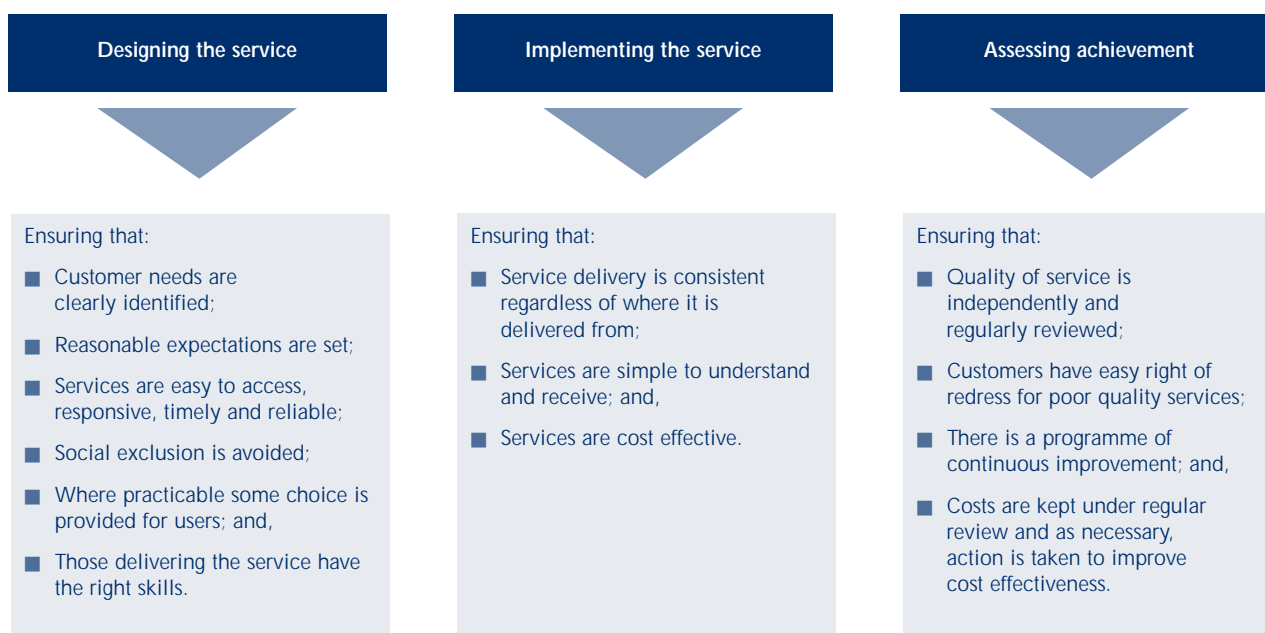 Designing the service
Ensuring that:
Customer needs are
clearly identified;
Reasonable expectations are set;
Services are easy to access,
responsive, timely and reliable;
Social exclusion is avoided;
Where practicable some choice is
provided for users; and,
Those delivering the service have
the right skills.
Implementing the service
Ensuring that:
Service delivery is consistent
regardless of where it is
delivered from;
Services are simple to understand
and receive; and,
Services are cost effective.
Assessing achievement
Ensuring that:
Quality of service is
independently and
regularly reviewed;
Customers have easy right of
redress for poor quality services;
There is a programme of
continuous improvement; and,
Costs are kept under regular
review and as necessary,
action is taken to improve
cost effectiveness.